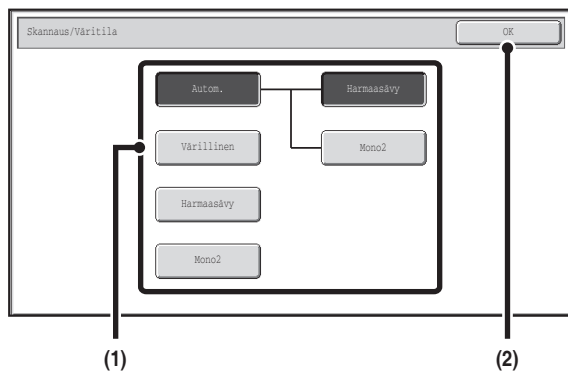 Skannaus/Väritila
OK
Autom.
Harmaasävy
Värillinen
Mono2
Harmaasävy
Mono2
(1)
(2)